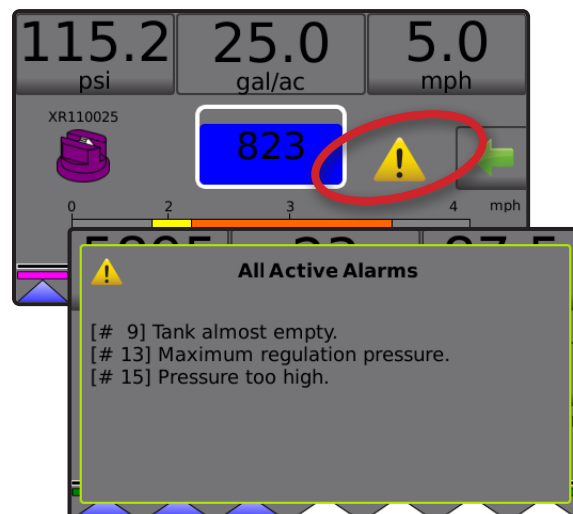 115.2
25.0
5.0
psi
gal/ac
mph
XR110025
823
0
2
3
4
mph
All Active Alarms
[# 9] Tank almost empty.
[# 13] Maximum regulation pressure.
[# 15] Pressure too high.